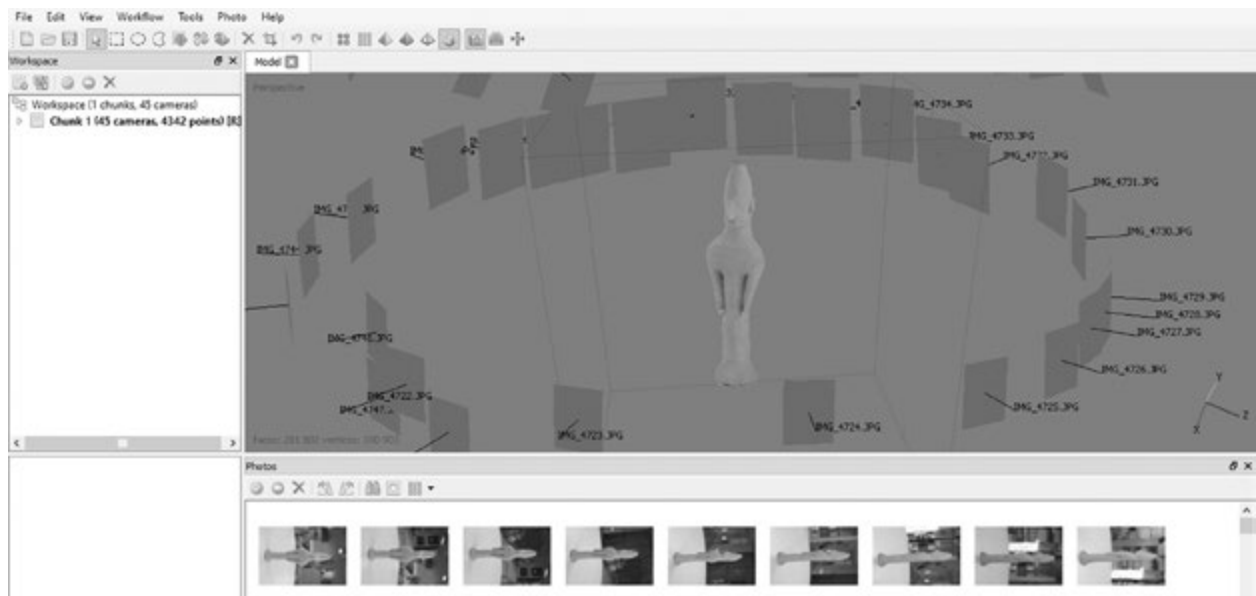 File Edit View Workflow Tools Photo Help
Workspace
Model
Workspace (1 chunks, 45 cameras)
Chunk 1 (45 cameras, 4342 points) [R]
Perspective
IMG_4733.JPG
IMG_4731.JPG
IMG_4730.JPG
IMG_4729.JPG
IMG_4728.JPG
IMG_4727.JPG
IMG_4726.JPG
IMG_4722.JPG
IMG_4725.JPG
IMG_4724.JPG
IMG_4723.JPG
Y
Z
X
Photos